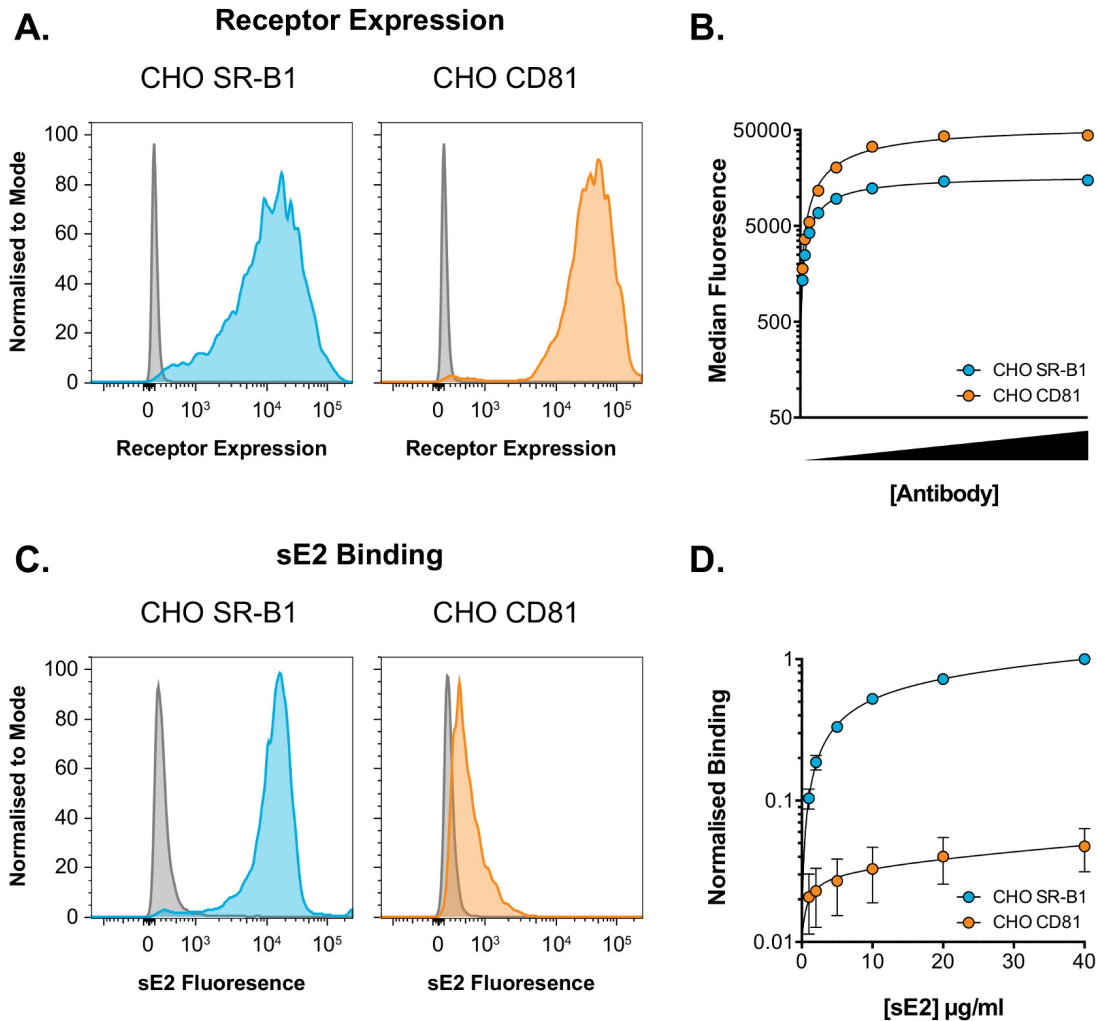 A.
Receptor Expression
CHO SR-B1
CHO CD81
Normalised to Mode
100
80
60
40
20
0
0 10³ 10⁴ 10⁵
0 10³ 10⁴ 10⁵
Receptor Expression
Receptor Expression
B.
Median Fluoresence
50000
5000
500
50
CHO SR-B1
CHO CD81
[Antibody]
C.
sE2 Binding
CHO SR-B1
CHO CD81
Normalised to Mode
100
80
60
40
20
0
0 10³ 10⁴ 10⁵
0 10³ 10⁴ 10⁵
sE2 Fluoresence
sE2 Fluoresence
D.
Normalised Binding
1
0.1
0.01
CHO SR-B1
CHO CD81
0 10 20 30 40
[sE2] µg/ml